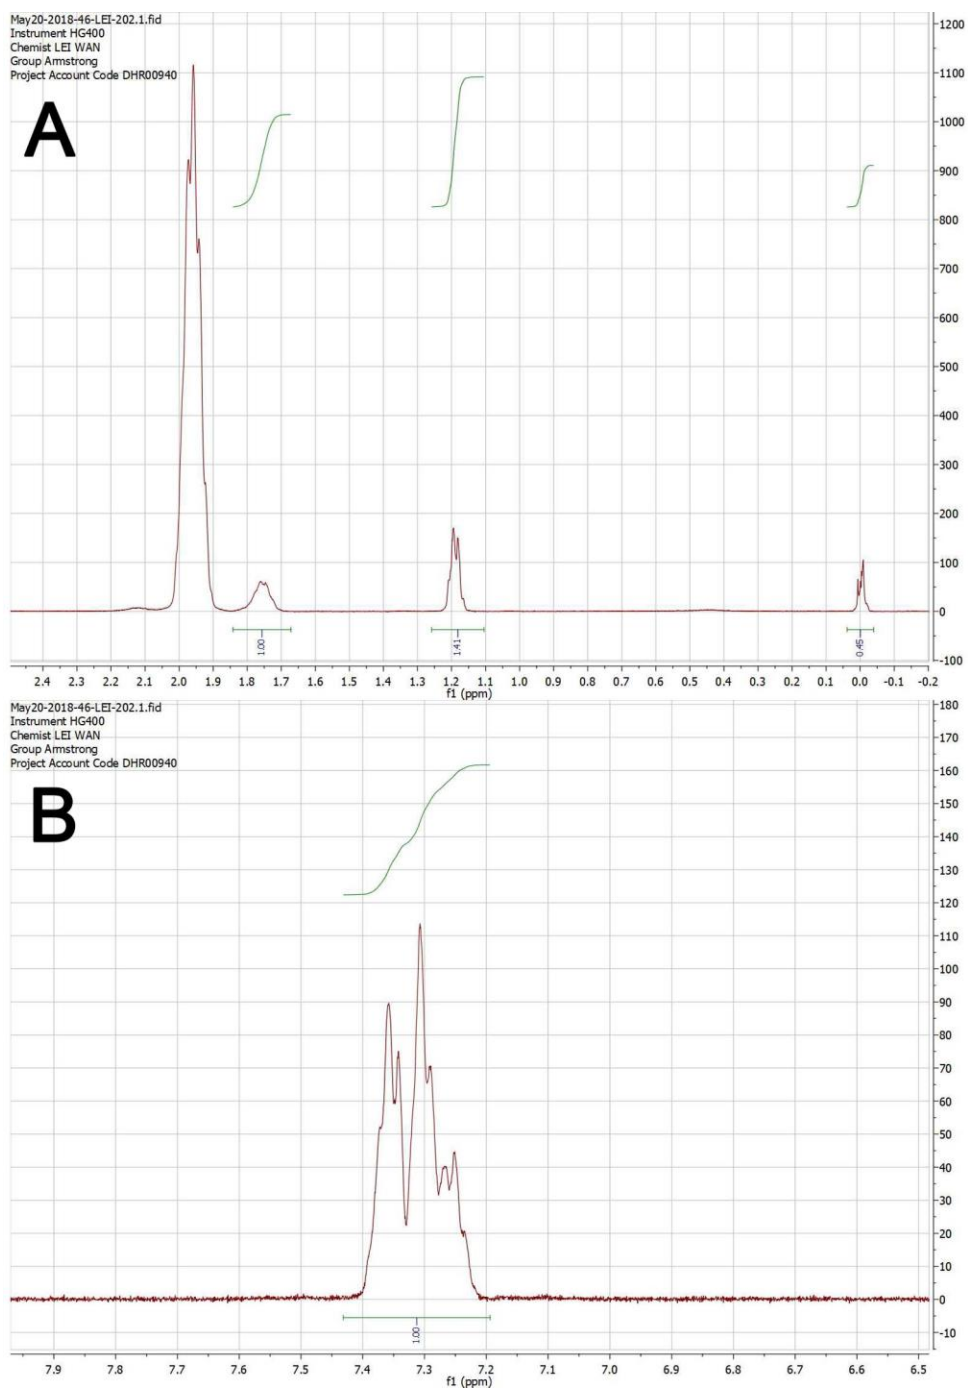 May20-2018-46-LEI-202.1.fid
Instrument HG400
Chemist LEI WAN
Group Armstrong
Project Account Code DHR00940
A
1200
1100
1000
900
800
700
600
500
400
300
200
100
0
-100
1.00
1.41
0.45
2.4 2.3 2.2 2.1 2.0 1.9 1.8 1.7 1.6 1.5 1.4 1.3 1.2 1.1 1.0 0.9 0.8 0.7 0.6 0.5 0.4 0.3 0.2 0.1 0.0 -0.1 -0.2
f1 (ppm)
May20-2018-46-LEI-202.1.fid
Instrument HG400
Chemist LEI WAN
Group Armstrong
Project Account Code DHR00940
B
180
170
160
150
140
130
120
110
100
90
80
70
60
50
40
30
20
10
0
-10
1.00
7.9 7.8 7.7 7.6 7.5 7.4 7.3 7.2 7.1 7.0 6.9 6.8 6.7 6.6 6.5
f1 (ppm)